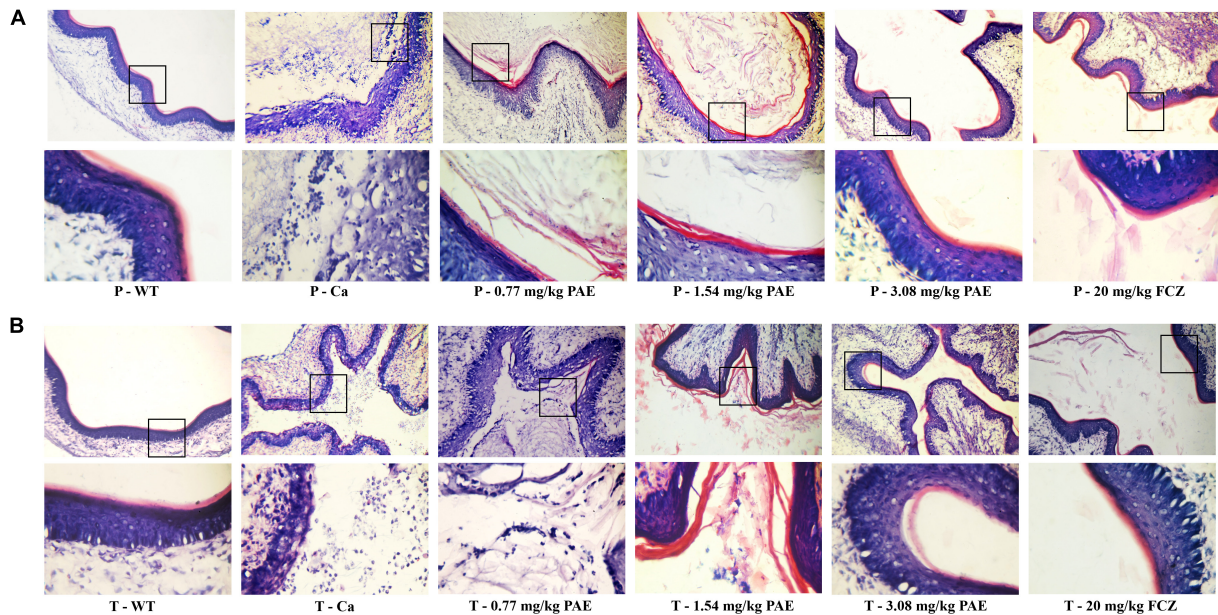 A
P - WT
P - Ca
P - 0.77 mg/kg PAE
P - 1.54 mg/kg PAE
P - 3.08 mg/kg PAE
P - 20 mg/kg FCZ
B
T - WT
T - Ca
T - 0.77 mg/kg PAE
T - 1.54 mg/kg PAE
T - 3.08 mg/kg PAE
T - 20 mg/kg FCZ